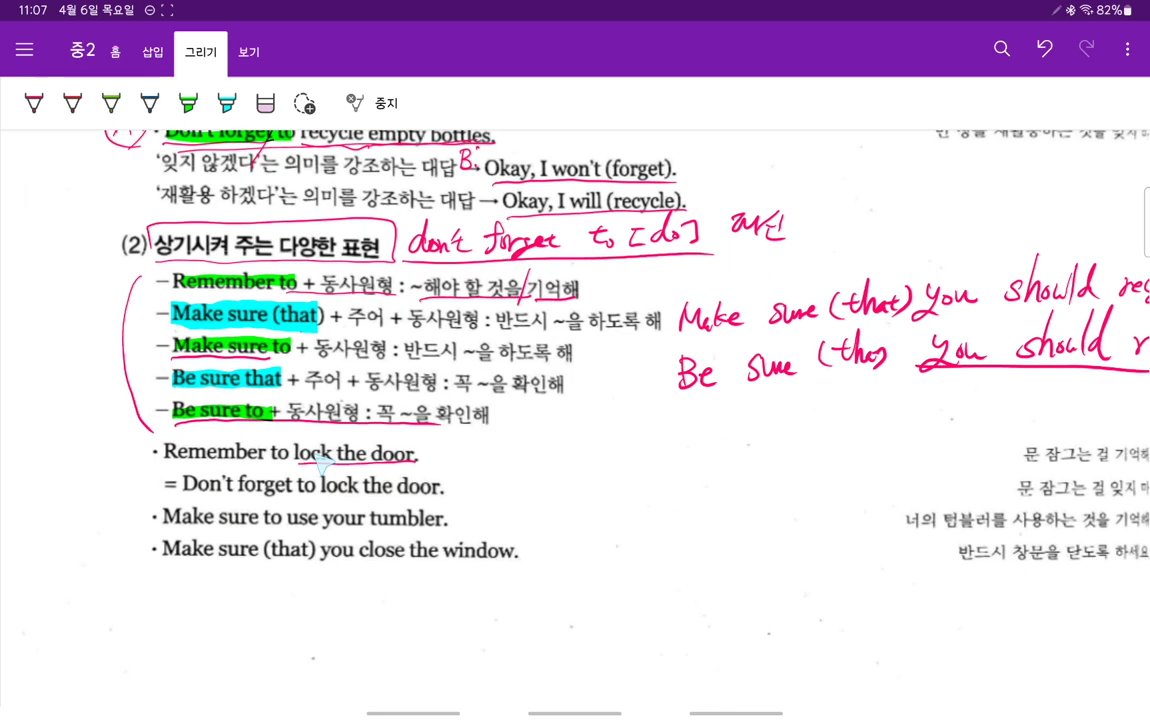 11:07 4월 6일 목요일 82%
중2 홈 삽입 그리기 보기
중지
· Don't forget to recycle empty bottles.
'잊지 않겠다'는 의미를 강조하는 대답 B. → Okay, I won't (forget).
'재활용 하겠다'는 의미를 강조하는 대답 → Okay, I will (recycle).
(2) 상기시켜 주는 다양한 표현 don't forget to [do]
– Remember to + 동사원형 : ~해야 할 것을 / 기억해
– Make sure (that) + 주어 + 동사원형 : 반드시 ~을 하도록 해
Make sure (that) you should
– Make sure to + 동사원형 : 반드시 ~을 하도록 해
Be sure (that) you should
– Be sure that + 주어 + 동사원형 : 꼭 ~을 확인해
– Be sure to + 동사원형 : 꼭 ~을 확인해
· Remember to lock the door. 문 잠그는 걸 기억해
= Don't forget to lock the door. 문 잠그는 걸 잊지 마
· Make sure to use your tumbler. 너의 텀블러를 사용하는 것을 기억해
· Make sure (that) you close the window. 반드시 창문을 닫도록 하세요